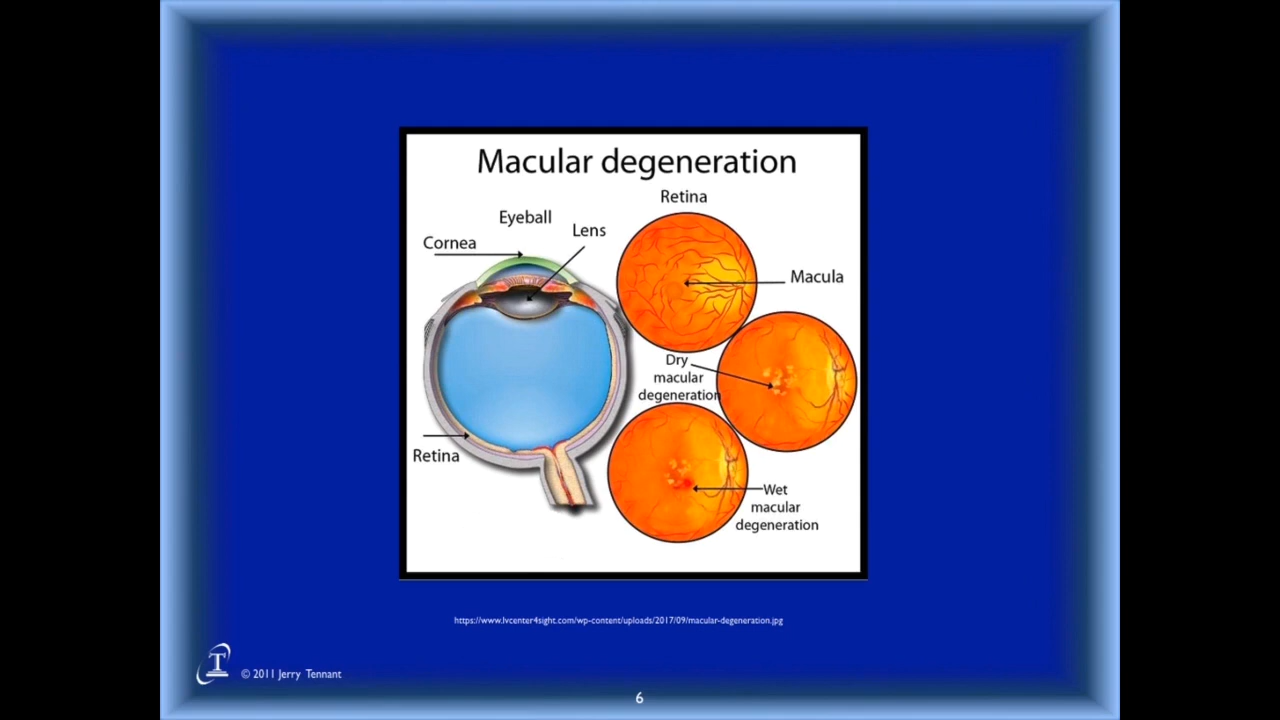 Macular degeneration
Retina
Eyeball
Lens
Cornea
Macula
Dry
macular
degeneration
Retina
Wet
macular
degeneration
https://www.lvcenter4sight.com/wp-content/uploads/2017/09/macular-degeneration.jpg
T
© 2011 Jerry Tennant
6